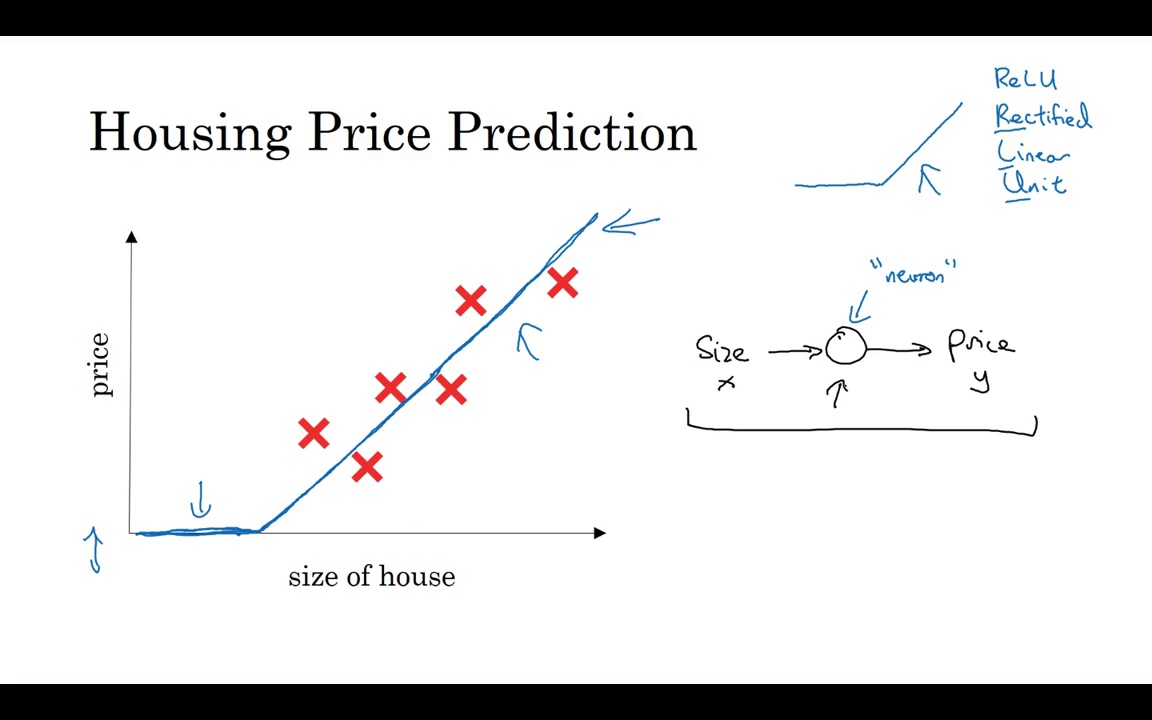 Housing Price Prediction
ReLU
Rectified
Linear
Unit
price
size of house
"neuron"
Size
x
Price
y